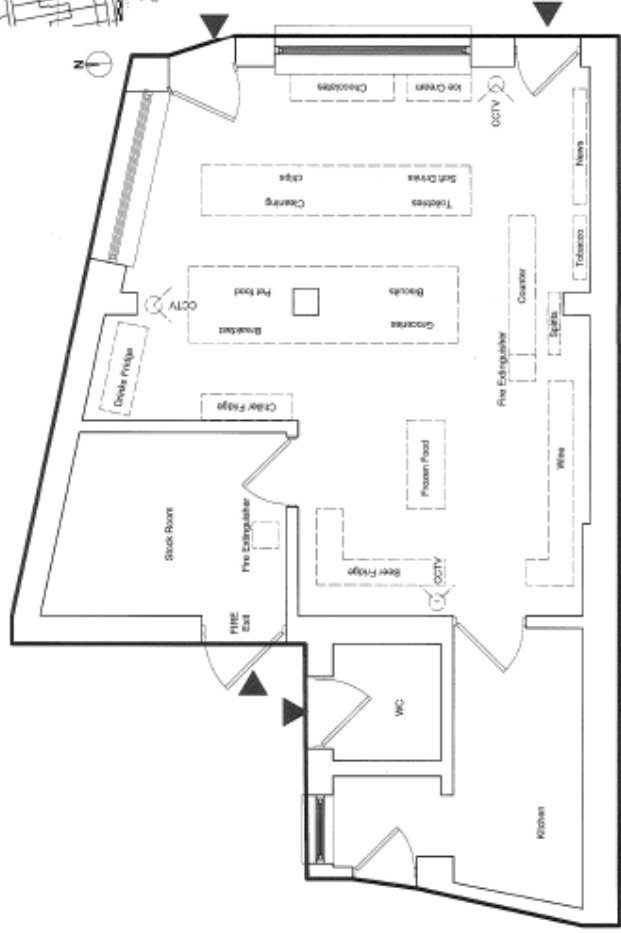 N
Chocolates
Ice Cream
CCTV
News
chips
Soft Drinks
Cleaning
Toiletries
Tobacco
Pet food
Biscuits
CCTV
Counter
Spirits
Breakfast
Groceries
Drinks Fridge
Fire Extinguisher
Chiller Fridge
Frozen Food
Wine
Stock Room
Fire Extinguisher
Beer Fridge
CCTV
FIRE
Exit
WC
Kitchen